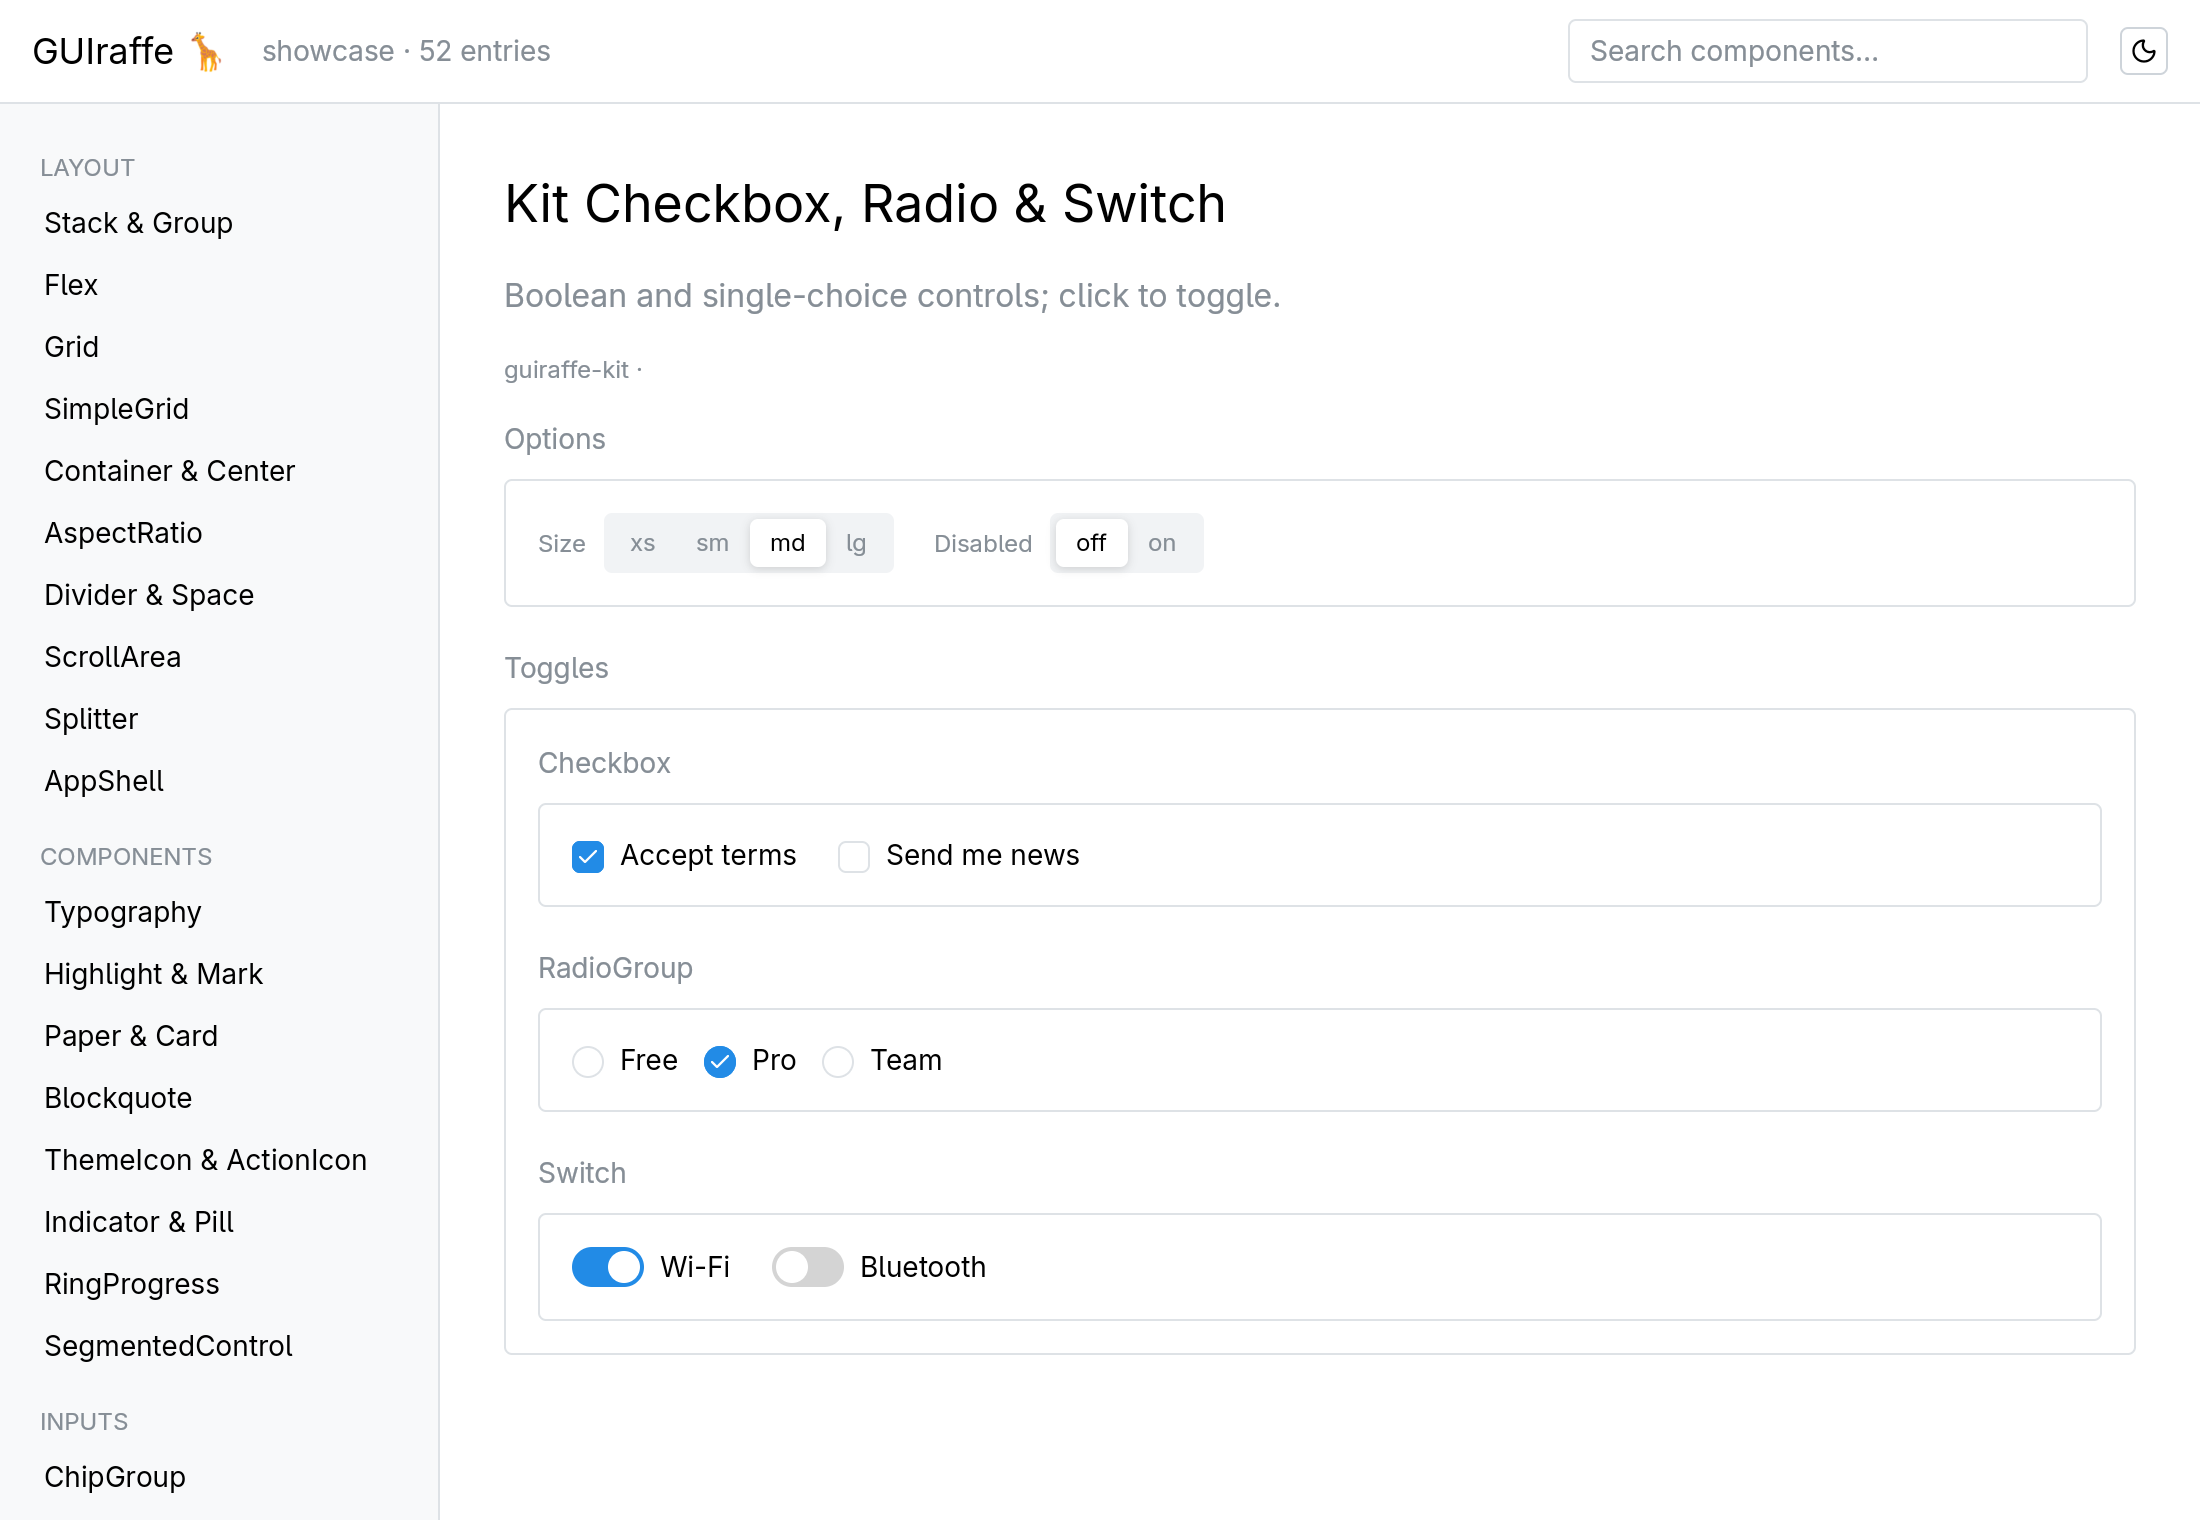 GUIraffe 🦒 showcase · 52 entries
Search components...
LAYOUT
Stack & Group
Flex
Grid
SimpleGrid
Container & Center
AspectRatio
Divider & Space
ScrollArea
Splitter
AppShell
COMPONENTS
Typography
Highlight & Mark
Paper & Card
Blockquote
ThemeIcon & ActionIcon
Indicator & Pill
RingProgress
SegmentedControl
INPUTS
ChipGroup
Kit Checkbox, Radio & Switch
Boolean and single-choice controls; click to toggle.
guiraffe-kit ·
Options
Size xs sm md lg Disabled off on
Toggles
Checkbox
Accept terms Send me news
RadioGroup
Free Pro Team
Switch
Wi-Fi Bluetooth